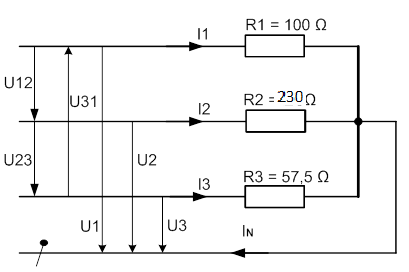 I1
R1 = 100 Ω
U12
U31
I2
R2 = 230 Ω
U23
U2
I3
R3 = 57,5 Ω
U1
U3
IN